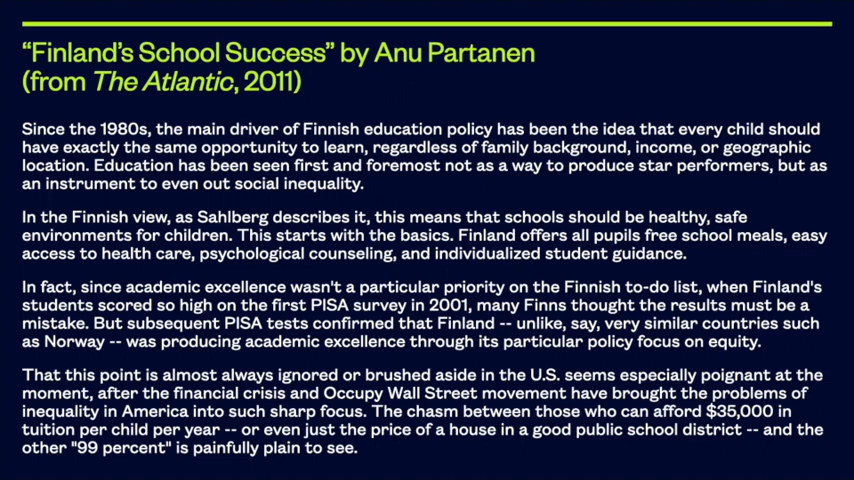 “Finland’s School Success” by Anu Partanen
(from The Atlantic, 2011)
Since the 1980s, the main driver of Finnish education policy has been the idea that every child should
have exactly the same opportunity to learn, regardless of family background, income, or geographic
location. Education has been seen first and foremost not as a way to produce star performers, but as
an instrument to even out social inequality.
In the Finnish view, as Sahlberg describes it, this means that schools should be healthy, safe
environments for children. This starts with the basics. Finland offers all pupils free school meals, easy
access to health care, psychological counseling, and individualized student guidance.
In fact, since academic excellence wasn't a particular priority on the Finnish to-do list, when Finland's
students scored so high on the first PISA survey in 2001, many Finns thought the results must be a
mistake. But subsequent PISA tests confirmed that Finland -- unlike, say, very similar countries such
as Norway -- was producing academic excellence through its particular policy focus on equity.
That this point is almost always ignored or brushed aside in the U.S. seems especially poignant at the
moment, after the financial crisis and Occupy Wall Street movement have brought the problems of
inequality in America into such sharp focus. The chasm between those who can afford $35,000 in
tuition per child per year -- or even just the price of a house in a good public school district -- and the
other "99 percent" is painfully plain to see.